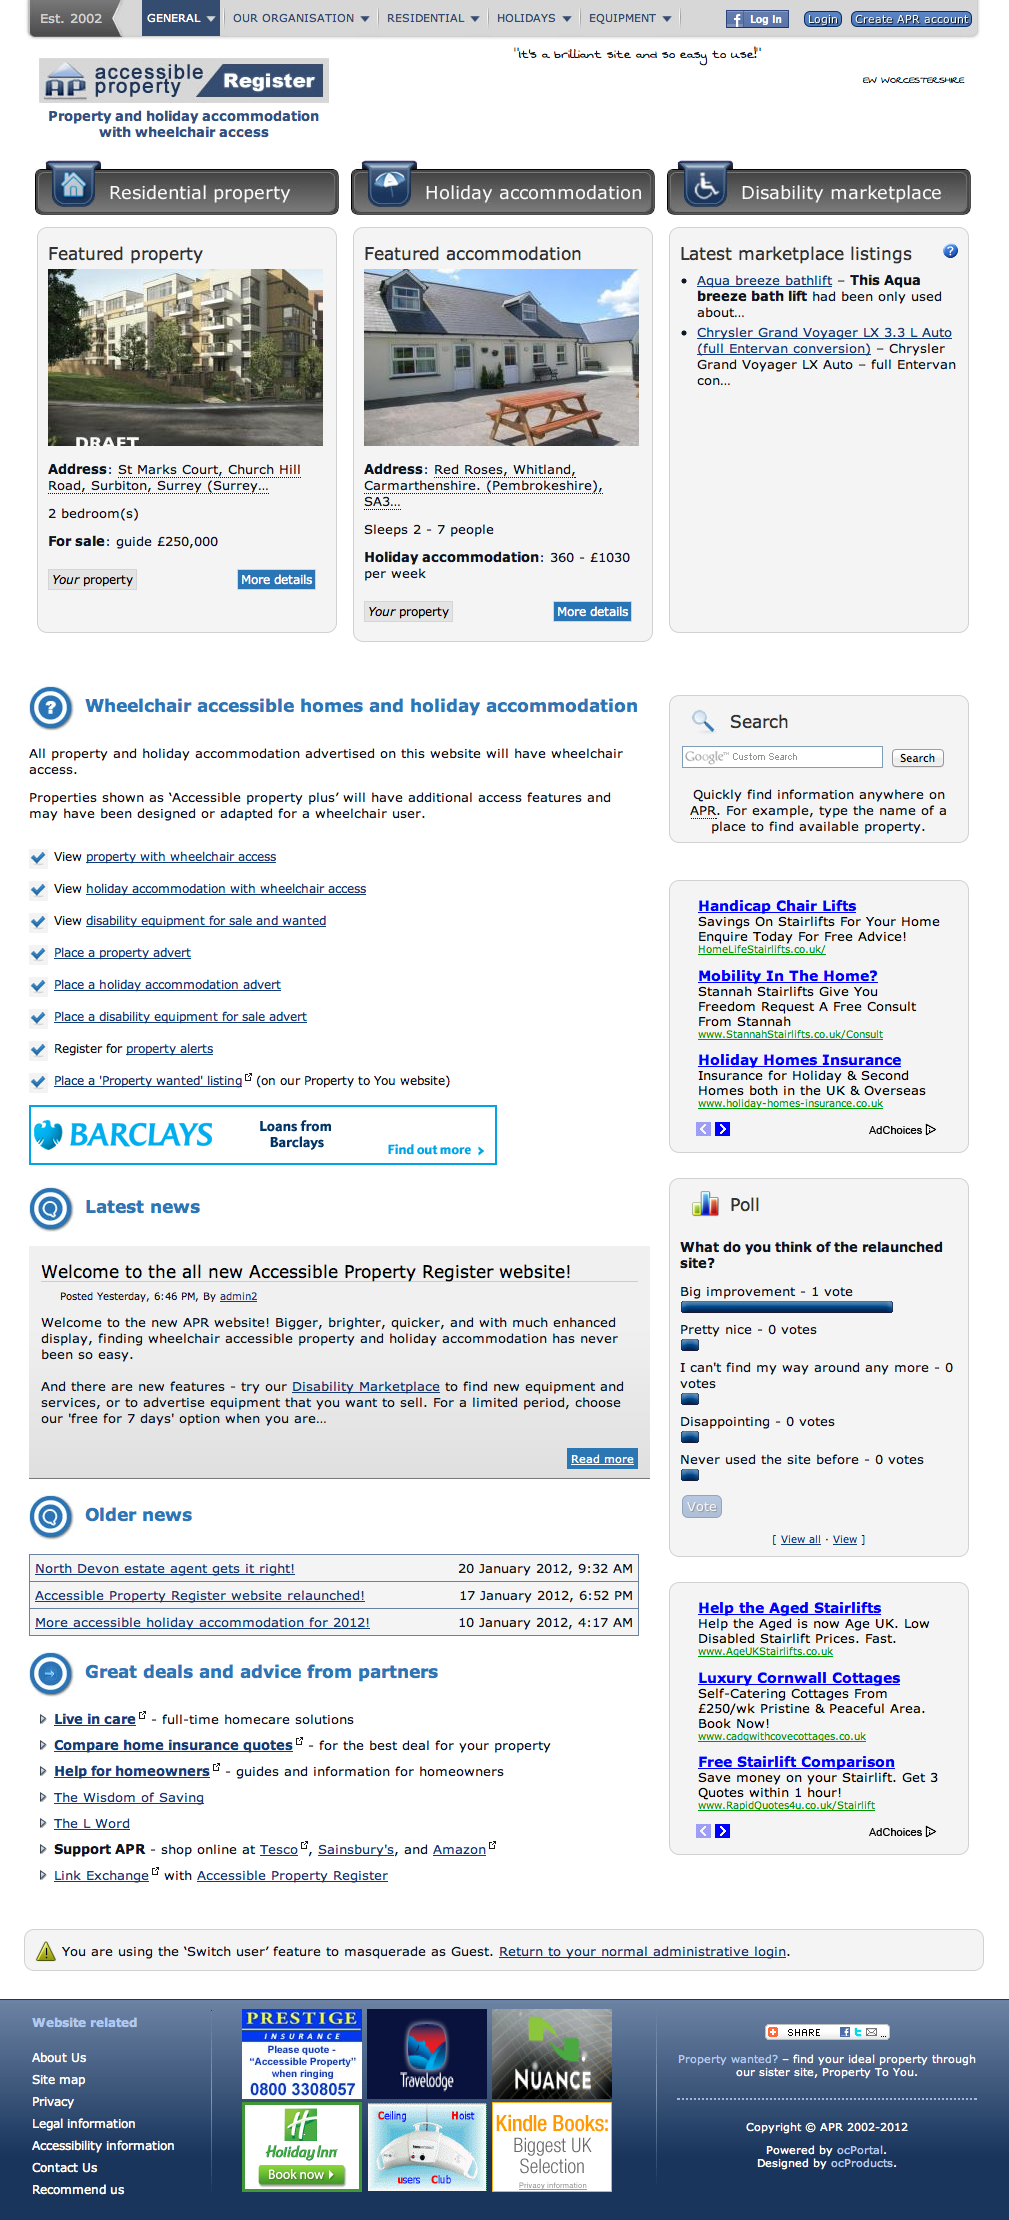 Est. 2002
GENERAL
OUR ORGANISATION
RESIDENTIAL
HOLIDAYS
EQUIPMENT
f Log In
Login
Create APR account
"It's a brilliant site and so easy to use!"
EW WORCESTERSHIRE
AP accessible property Register
Property and holiday accommodation
with wheelchair access
Residential property
Holiday accommodation
Disability marketplace
Featured property
DRAFT
Address: St Marks Court, Church Hill
Road, Surbiton, Surrey (Surrey...
2 bedroom(s)
For sale: guide £250,000
Your property
More details
Featured accommodation
Address: Red Roses, Whitland,
Carmarthenshire. (Pembrokeshire),
SA3...
Sleeps 2 - 7 people
Holiday accommodation: 360 - £1030
per week
Your property
More details
Latest marketplace listings
?
• Aqua breeze bathlift – This Aqua
breeze bath lift had been only used
about...
• Chrysler Grand Voyager LX 3.3 L Auto
(full Entervan conversion) – Chrysler
Grand Voyager LX Auto – full Entervan
con...
? Wheelchair accessible homes and holiday accommodation
All property and holiday accommodation advertised on this website will have wheelchair
access.
Properties shown as ‘Accessible property plus’ will have additional access features and
may have been designed or adapted for a wheelchair user.
View property with wheelchair access
View holiday accommodation with wheelchair access
View disability equipment for sale and wanted
Place a property advert
Place a holiday accommodation advert
Place a disability equipment for sale advert
Register for property alerts
Place a 'Property wanted' listing (on our Property to You website)
BARCLAYS
Loans from
Barclays
Find out more
Latest news
Welcome to the all new Accessible Property Register website!
Posted Yesterday, 6:46 PM, By admin2
Welcome to the new APR website! Bigger, brighter, quicker, and with much enhanced
display, finding wheelchair accessible property and holiday accommodation has never
been so easy.
And there are new features - try our Disability Marketplace to find new equipment and
services, or to advertise equipment that you want to sell. For a limited period, choose
our 'free for 7 days' option when you are...
Read more
Older news
North Devon estate agent gets it right! 20 January 2012, 9:32 AM
Accessible Property Register website relaunched! 17 January 2012, 6:52 PM
More accessible holiday accommodation for 2012! 10 January 2012, 4:17 AM
Great deals and advice from partners
Live in care - full-time homecare solutions
Compare home insurance quotes - for the best deal for your property
Help for homeowners - guides and information for homeowners
The Wisdom of Saving
The L Word
Support APR - shop online at Tesco, Sainsbury's, and Amazon
Link Exchange with Accessible Property Register
Search
Google™ Custom Search
Search
Quickly find information anywhere on
APR. For example, type the name of a
place to find available property.
Handicap Chair Lifts
Savings On Stairlifts For Your Home
Enquire Today For Free Advice!
HomeLifeStairlifts.co.uk/
Mobility In The Home?
Stannah Stairlifts Give You
Freedom Request A Free Consult
From Stannah
www.StannahStairlifts.co.uk/Consult
Holiday Homes Insurance
Insurance for Holiday & Second
Homes both in the UK & Overseas
www.holiday-homes-insurance.co.uk
AdChoices
Poll
What do you think of the relaunched
site?
Big improvement - 1 vote
Pretty nice - 0 votes
I can't find my way around any more - 0
votes
Disappointing - 0 votes
Never used the site before - 0 votes
Vote
[ View all · View ]
Help the Aged Stairlifts
Help the Aged is now Age UK. Low
Disabled Stairlift Prices. Fast.
www.AgeUKStairlifts.co.uk
Luxury Cornwall Cottages
Self-Catering Cottages From
£250/wk Pristine & Peaceful Area.
Book Now!
www.cadgwithcovecottages.co.uk
Free Stairlift Comparison
Save money on your Stairlift. Get 3
Quotes within 1 hour!
www.RapidQuotes4u.co.uk/Stairlift
AdChoices
You are using the ‘Switch user’ feature to masquerade as Guest. Return to your normal administrative login.
Website related
About Us
Site map
Privacy
Legal information
Accessibility information
Contact Us
Recommend us
PRESTIGE
INSURANCE
Please quote -
“Accessible Property”
when ringing
0800 3308057
Travelodge
NUANCE
H
Holiday Inn
Book now
Ceiling Hoist
users Club
Kindle Books:
Biggest UK
Selection
Privacy information
SHARE
Property wanted? – find your ideal property through
our sister site, Property To You.
Copyright © APR 2002-2012
Powered by ocPortal.
Designed by ocProducts.